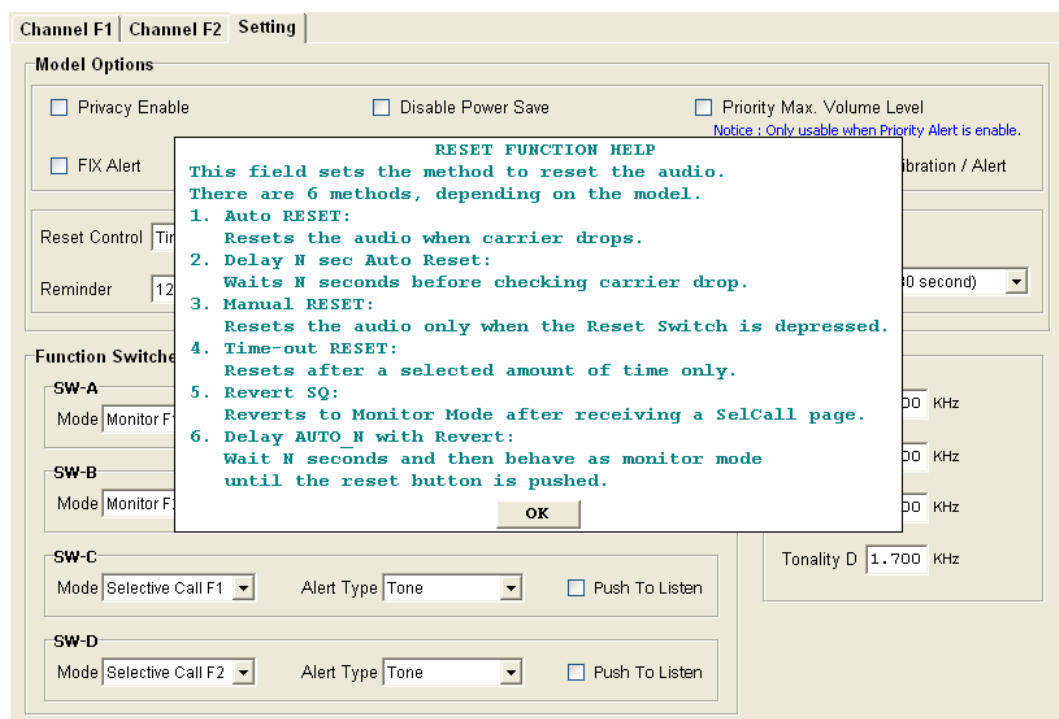 Channel F1 Channel F2 Setting
Model Options
Privacy Enable Disable Power Save Priority Max. Volume Level
Notice : Only usable when Priority Alert is enable.
FIX Alert / Alert
RESET FUNCTION HELP
This field sets the method to reset the audio.
There are 6 methods, depending on the model.
1. Auto RESET:
Resets the audio when carrier drops.
2. Delay N sec Auto Reset:
Waits N seconds before checking carrier drop.
3. Manual RESET:
Resets the audio only when the Reset Switch is depressed.
4. Time-out RESET:
Resets after a selected amount of time only.
5. Revert SQ:
Reverts to Monitor Mode after receiving a SelCall page.
6. Delay AUTO_N with Revert:
Wait N seconds and then behave as monitor mode
until the reset button is pushed.
OK
Reset Control
Reminder 12 second)
Function Switche
SW-A
Mode Monitor F KHz
SW-B KHz
Mode Monitor F KHz
SW-C
Mode Selective Call F1 Alert Type Tone Push To Listen
Tonality D 1.700 KHz
SW-D
Mode Selective Call F2 Alert Type Tone Push To Listen